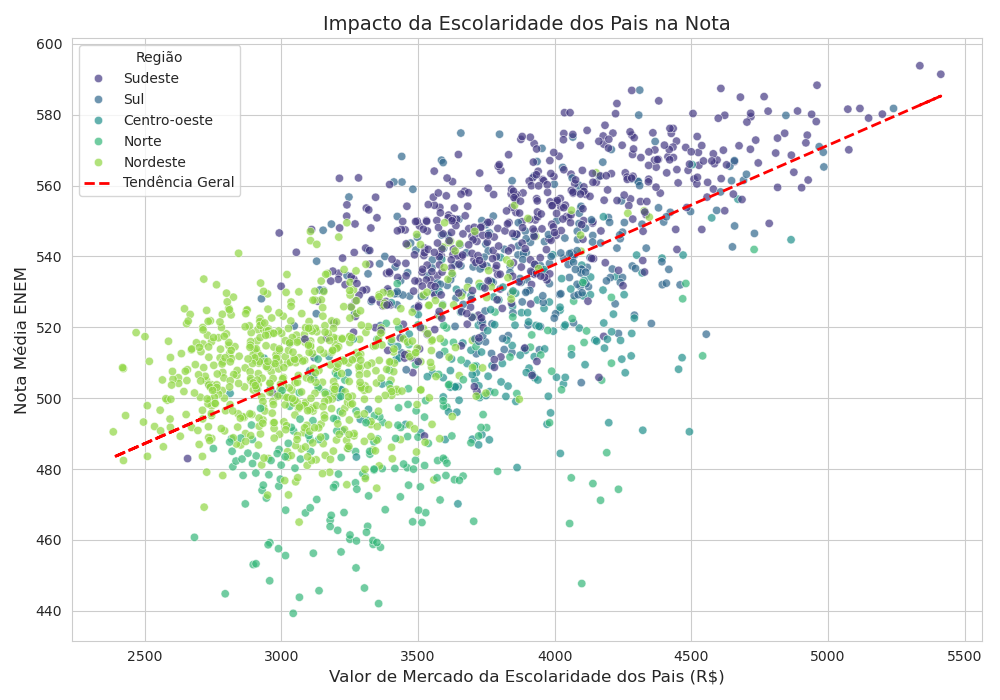 Impacto da Escolaridade dos Pais na Nota
Região
Sudeste
Sul
Centro-oeste
Norte
Nordeste
Tendência Geral
Nota Média ENEM
600
580
560
540
520
500
480
460
440
2500 3000 3500 4000 4500 5000 5500
Valor de Mercado da Escolaridade dos Pais (R$)